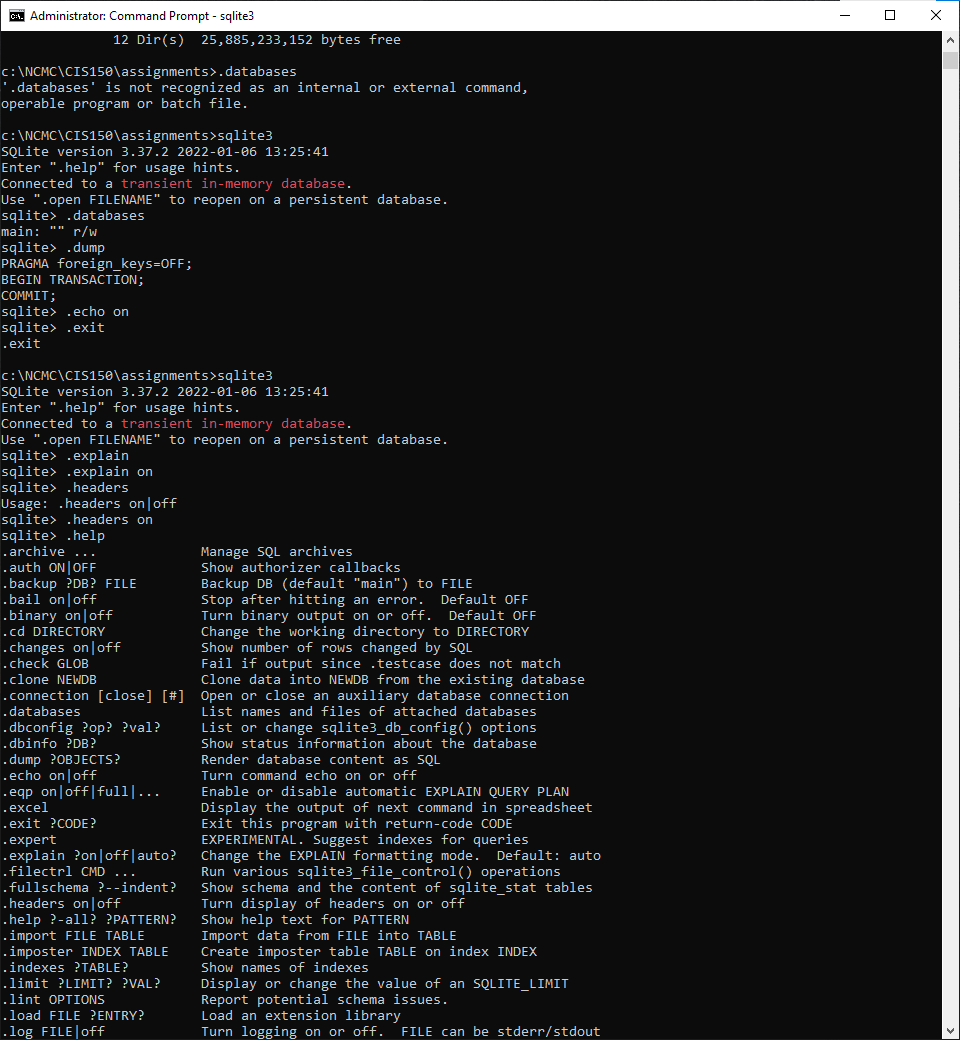 Administrator: Command Prompt - sqlite3
12 Dir(s)  25,885,233,152 bytes free
c:\NCMC\CIS150\assignments>.databases
'.databases' is not recognized as an internal or external command,
operable program or batch file.
c:\NCMC\CIS150\assignments>sqlite3
SQLite version 3.37.2 2022-01-06 13:25:41
Enter ".help" for usage hints.
Connected to a transient in-memory database.
Use ".open FILENAME" to reopen on a persistent database.
sqlite> .databases
main: "" r/w
sqlite> .dump
PRAGMA foreign_keys=OFF;
BEGIN TRANSACTION;
COMMIT;
sqlite> .echo on
sqlite> .exit
.exit
c:\NCMC\CIS150\assignments>sqlite3
SQLite version 3.37.2 2022-01-06 13:25:41
Enter ".help" for usage hints.
Connected to a transient in-memory database.
Use ".open FILENAME" to reopen on a persistent database.
sqlite> .explain
sqlite> .explain on
sqlite> .headers
Usage: .headers on|off
sqlite> .headers on
sqlite> .help
.archive ...             Manage SQL archives
.auth ON|OFF             Show authorizer callbacks
.backup ?DB? FILE        Backup DB (default "main") to FILE
.bail on|off             Stop after hitting an error.  Default OFF
.binary on|off           Turn binary output on or off.  Default OFF
.cd DIRECTORY            Change the working directory to DIRECTORY
.changes on|off          Show number of rows changed by SQL
.check GLOB              Fail if output since .testcase does not match
.clone NEWDB             Clone data into NEWDB from the existing database
.connection [close] [#]  Open or close an auxiliary database connection
.databases               List names and files of attached databases
.dbconfig ?op? ?val?     List or change sqlite3_db_config() options
.dbinfo ?DB?             Show status information about the database
.dump ?OBJECTS?          Render database content as SQL
.echo on|off             Turn command echo on or off
.eqp on|off|full|...     Enable or disable automatic EXPLAIN QUERY PLAN
.excel                   Display the output of next command in spreadsheet
.exit ?CODE?             Exit this program with return-code CODE
.expert                  EXPERIMENTAL. Suggest indexes for queries
.explain ?on|off|auto?   Change the EXPLAIN formatting mode.  Default: auto
.filectrl CMD ...        Run various sqlite3_file_control() operations
.fullschema ?--indent?   Show schema and the content of sqlite_stat tables
.headers on|off          Turn display of headers on or off
.help ?-all? ?PATTERN?   Show help text for PATTERN
.import FILE TABLE       Import data from FILE into TABLE
.imposter INDEX TABLE    Create imposter table TABLE on index INDEX
.indexes ?TABLE?         Show names of indexes
.limit ?LIMIT? ?VAL?     Display or change the value of an SQLITE_LIMIT
.lint OPTIONS            Report potential schema issues.
.load FILE ?ENTRY?       Load an extension library
.log FILE|off            Turn logging on or off.  FILE can be stderr/stdout